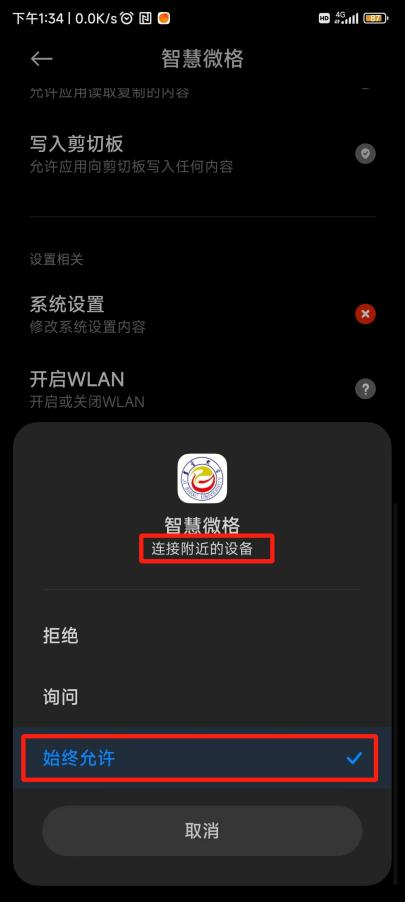 下午1:34 | 0.0K/s
HD 4G 87
智慧微格
允许应用读取复制的内容
写入剪切板
允许应用向剪切板写入任何内容
设置相关
系统设置
修改系统设置内容
开启WLAN
开启或关闭WLAN
智慧微格
连接附近的设备
拒绝
询问
始终允许
取消